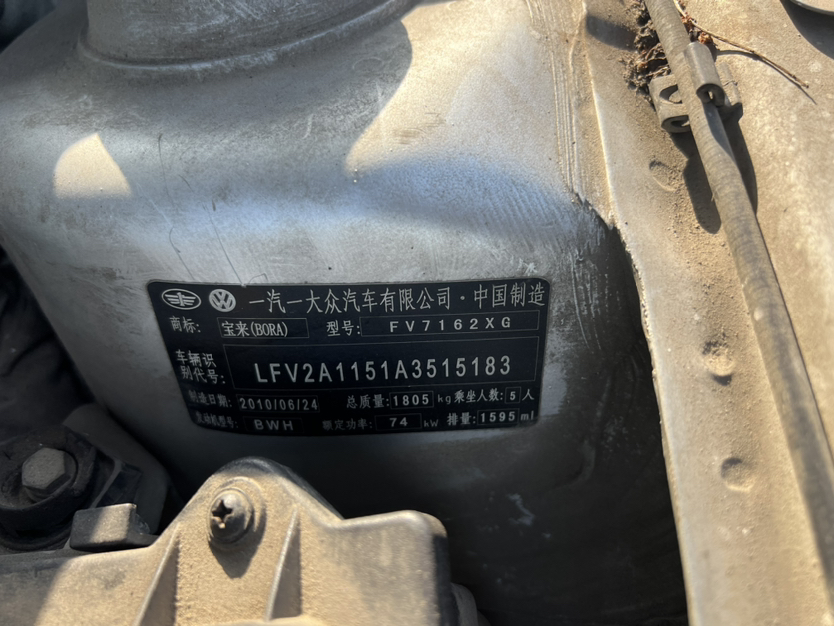 一汽一大众汽车有限公司·中国制造
商标: 宝来(BORA) 型号: FV7162XG
车辆识别代号: LFV2A1151A3515183
制造日期: 2010/06/24 总质量: 1805 kg 乘坐人数: 5 人
发动机型号: BWH 额定功率: 74 kW 排量: 1595 ml